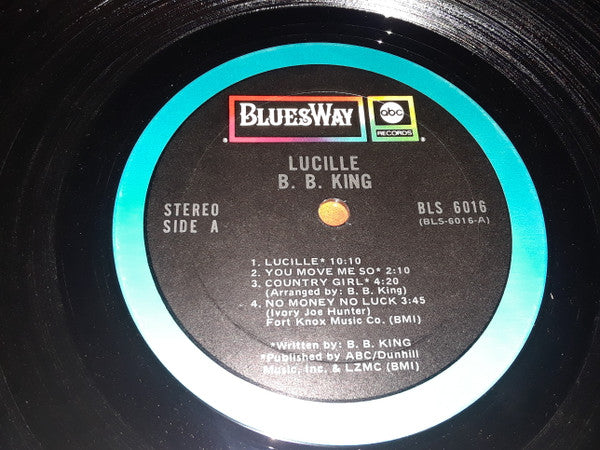 BLUESWAY
abc
RECORDS
LUCILLE
B. B. KING
STEREO
SIDE A
BLS 6016
(BLS-6016-A)
1. LUCILLE* 10:10
2. YOU MOVE ME SO* 2:10
3. COUNTRY GIRL* 4:20
(Arranged by: B. B. King)
4. NO MONEY NO LUCK 3:45
(Ivory Joe Hunter)
Fort Knox Music Co. (BMI)
*Written by: B. B. KING
*Published by ABC/Dunhill
Music, Inc. & LZMC (BMI)